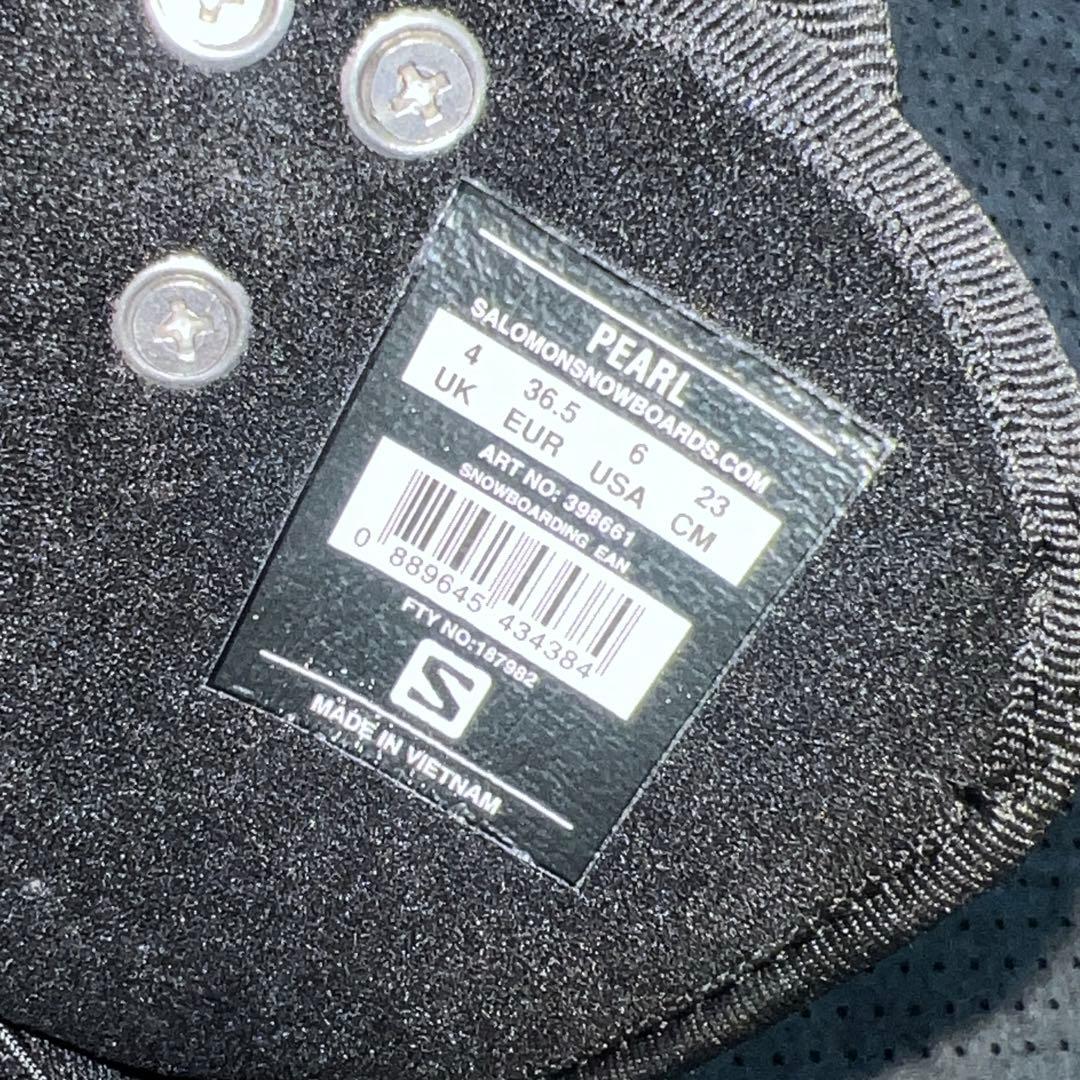 PEARL
SALOMONSNOWBOARDS.COM
4 36.5 6 23
UK EUR USA CM
ART NO: 398661
SNOWBOARDING EAN
0 889645 434384
FTY NO:187982
S
MADE IN VIETNAM